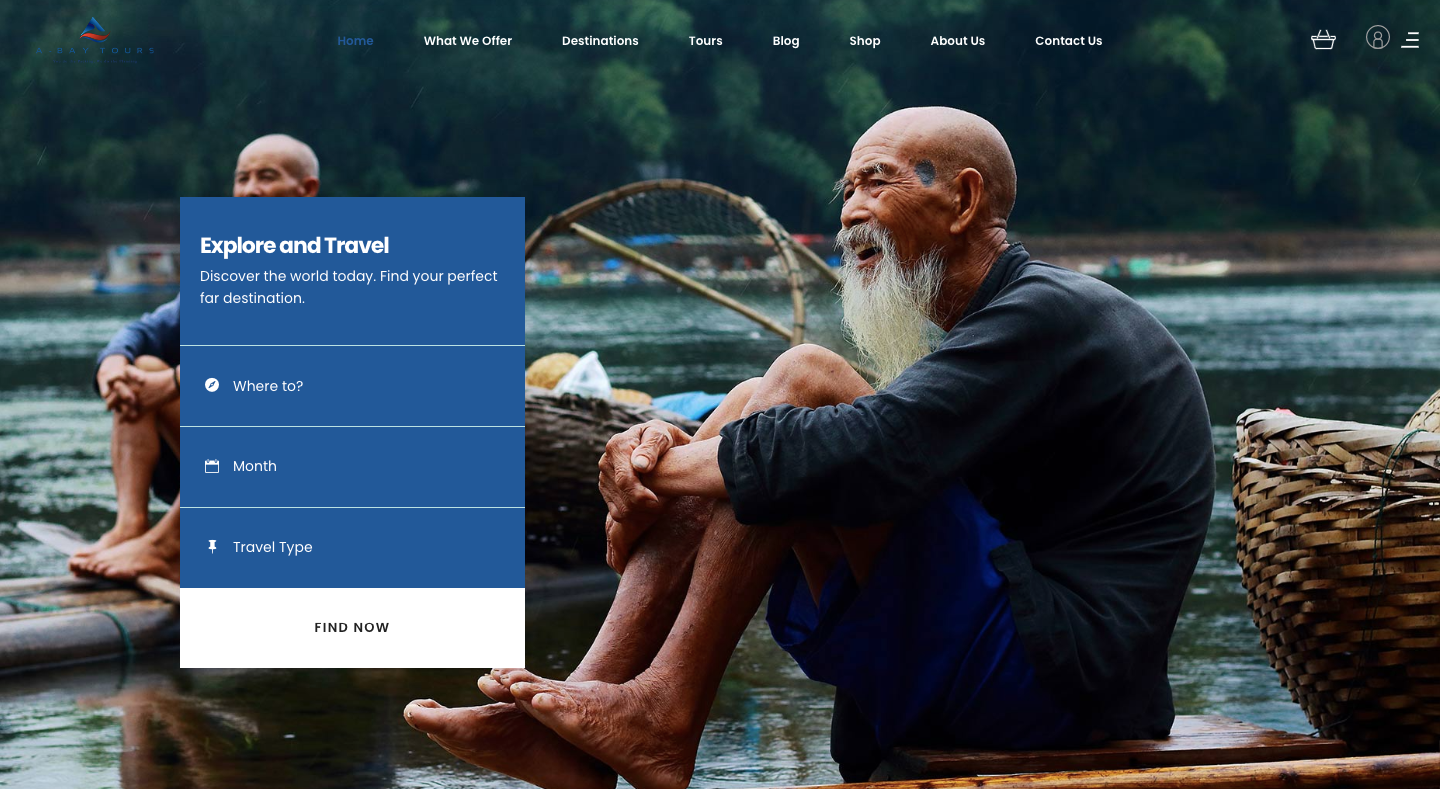 A BAY TOURS
Home
What We Offer
Destinations
Tours
Blog
Shop
About Us
Contact Us
Explore and Travel
Discover the world today. Find your perfect
far destination.
Where to?
Month
Travel Type
FIND NOW